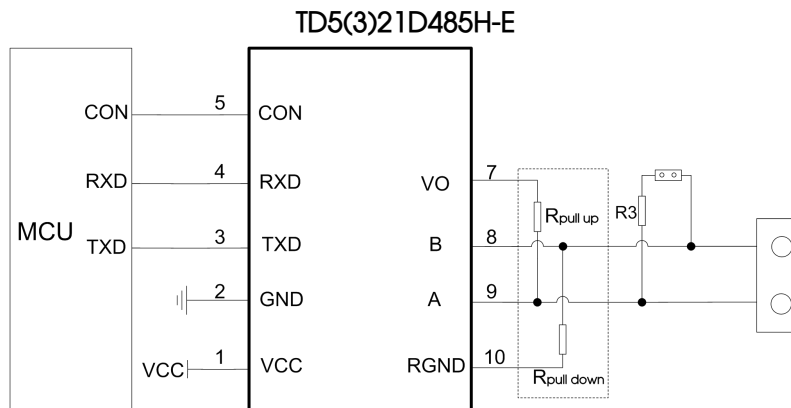 TD5(3)21D485H-E
CON 5 CON
RXD 4 RXD
VO 7
Rpull up
R3
MCU
TXD 3 TXD
B 8
2 GND
A 9
VCC 1 VCC
RGND 10
Rpull down